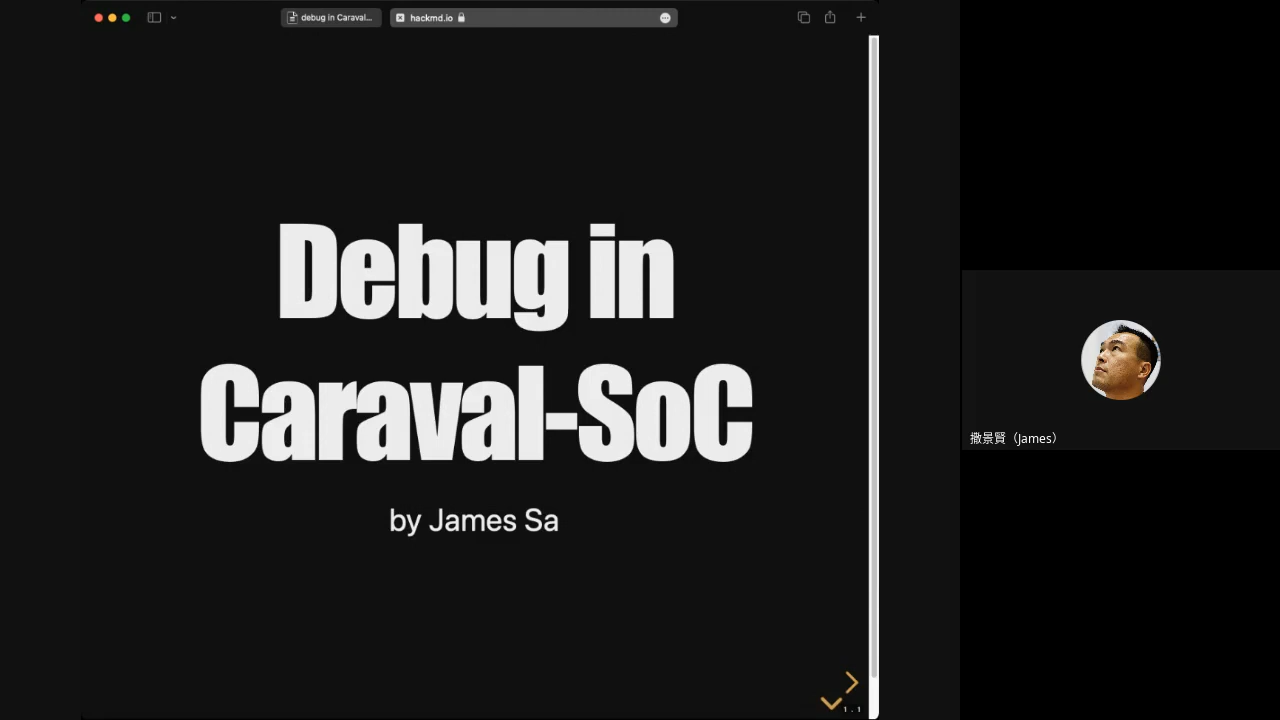 debug in Caraval...
hackmd.io
Debug in
Caraval-SoC
by James Sa
1.1
撒景賢（James）